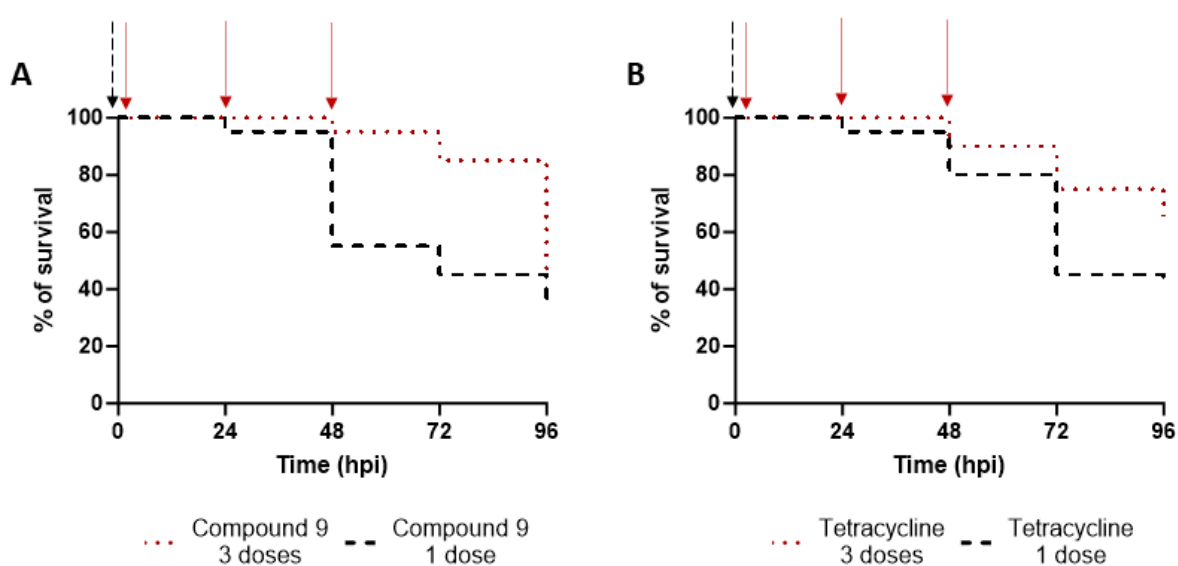 A
100
80
60
40
20
0
% of survival
0 24 48 72 96
Time (hpi)
Compound 9
3 doses
Compound 9
1 dose
B
100
80
60
40
20
0
% of survival
0 24 48 72 96
Time (hpi)
Tetracycline
3 doses
Tetracycline
1 dose